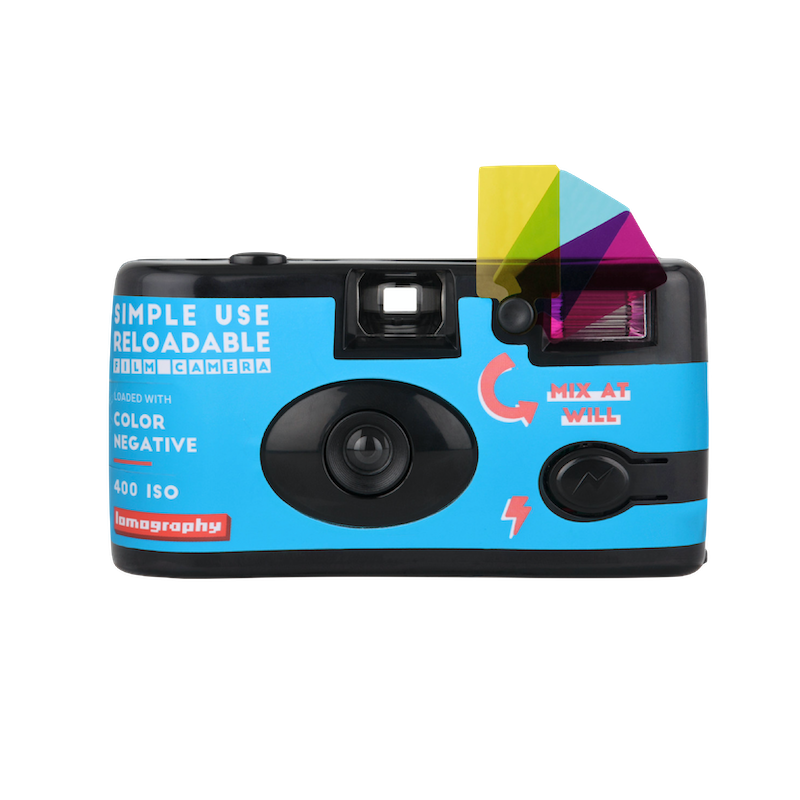 SIMPLE USE
RELOADABLE
FILM CAMERA
LOADED WITH
COLOR
NEGATIVE
400 ISO
lomography
MIX AT
WILL